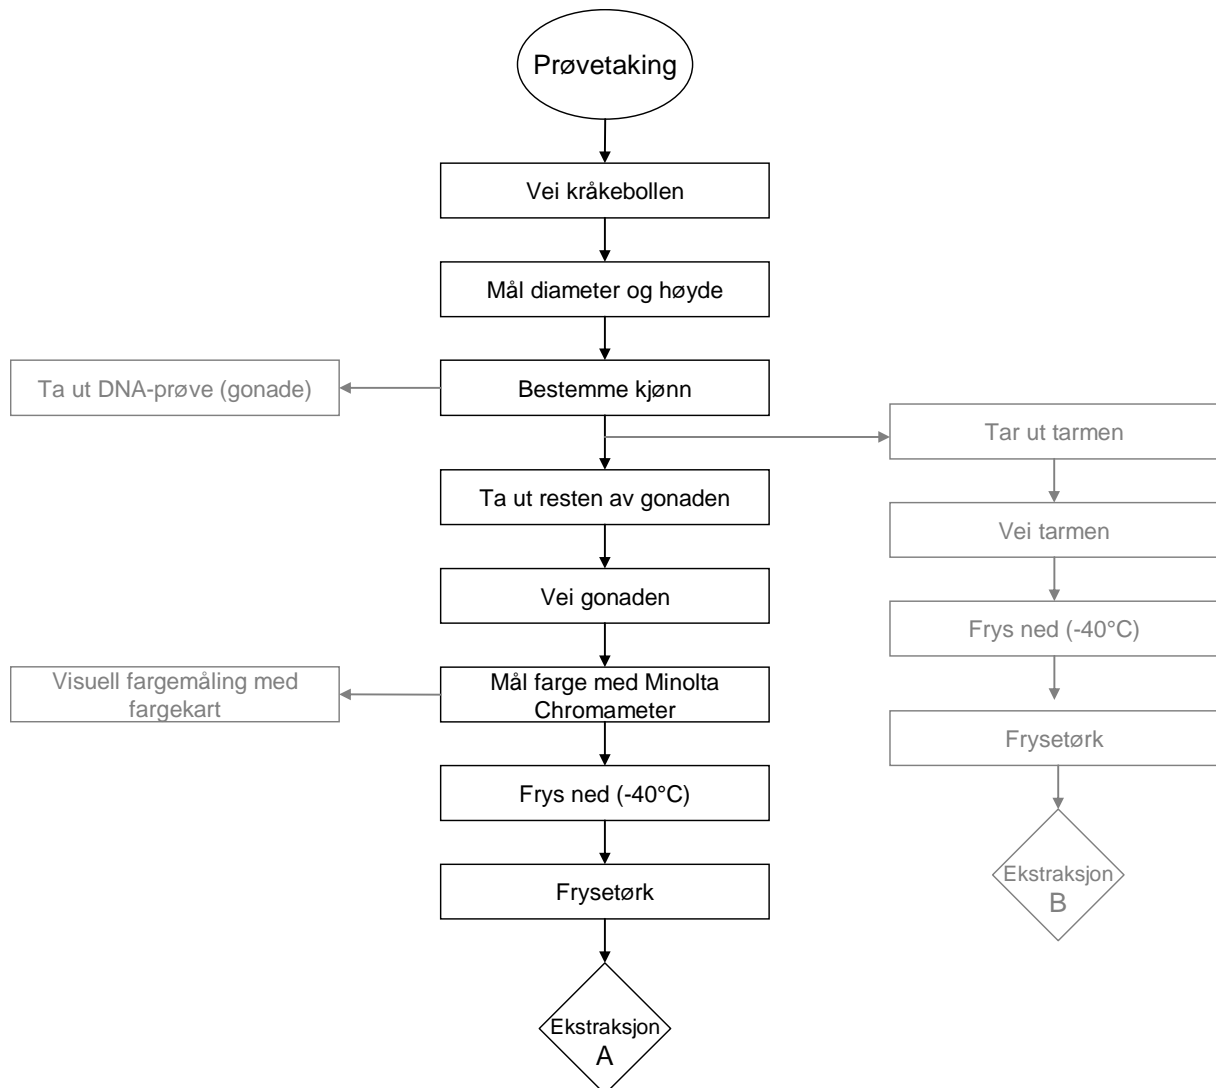 Prøvetaking
Vei kråkebollen
Mål diameter og høyde
Ta ut DNA-prøve (gonade)
Bestemme kjønn
Tar ut tarmen
Ta ut resten av gonaden
Vei tarmen
Vei gonaden
Frys ned (-40°C)
Visuell fargemåling med
fargekart
Mål farge med Minolta
Chromameter
Frysetørk
Frys ned (-40°C)
Ekstraksjon
B
Frysetørk
Ekstraksjon
A